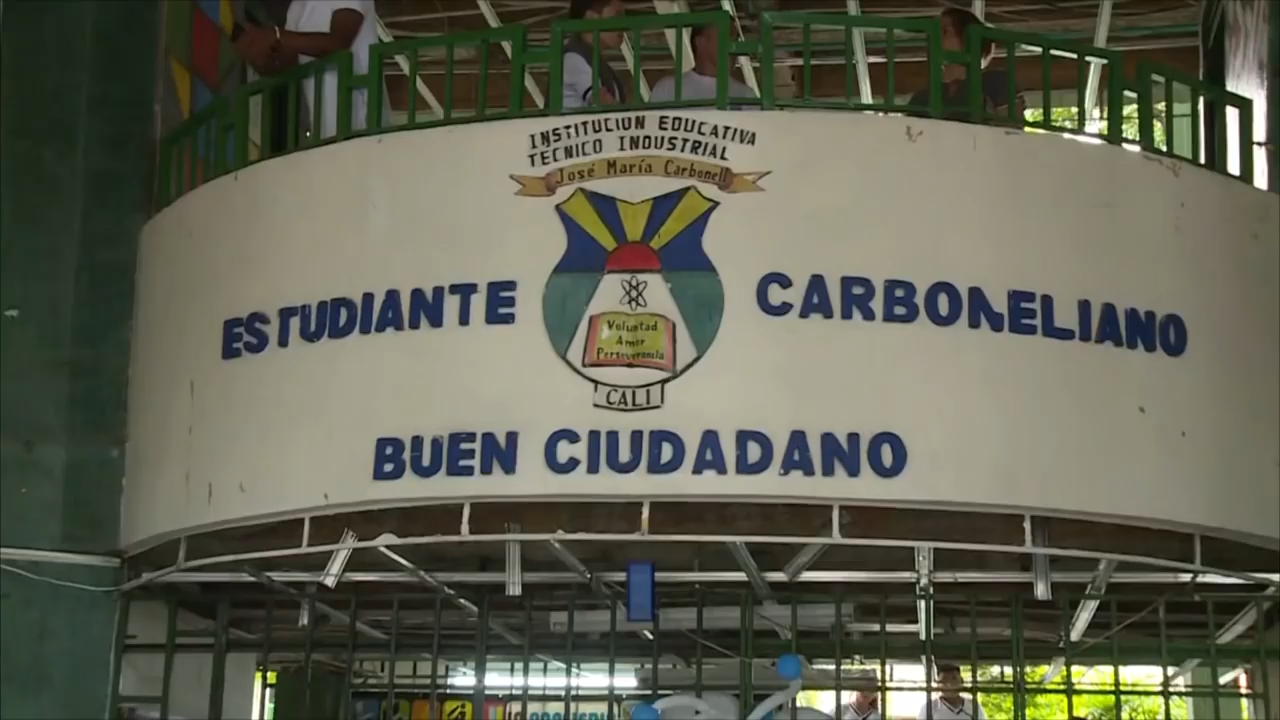 INSTITUCION EDUCATIVA
TECNICO INDUSTRIAL
José María Carbonell
ESTUDIANTE CARBONELIANO
Voluntad
Amor
Perseverancia
CALI
BUEN CIUDADANO